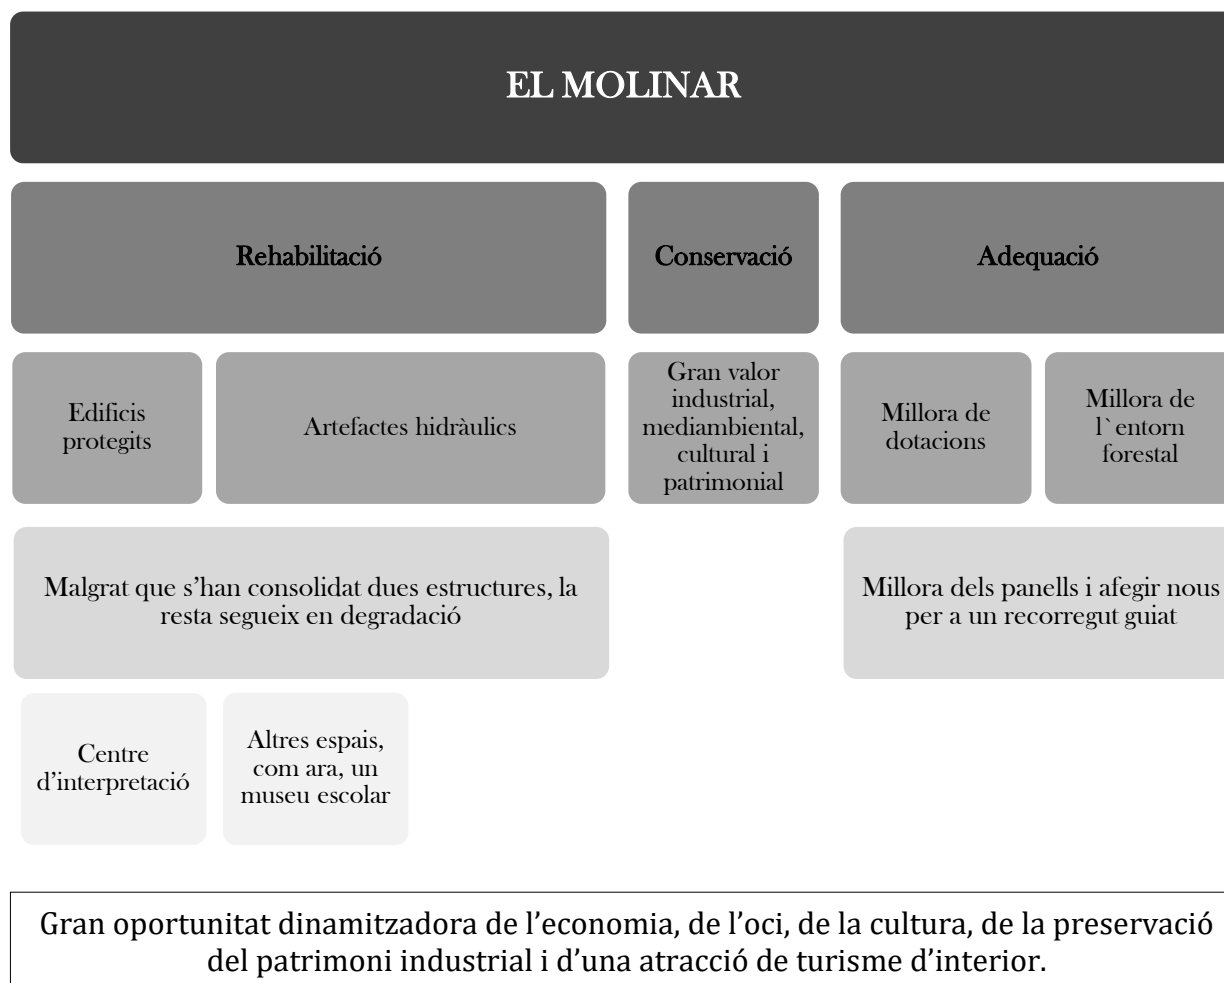 EL MOLINAR
Rehabilitació
Conservació
Adequació
Edificis
protegits
Artefactes hidràulics
Gran valor
industrial,
mediambiental,
cultural i
patrimonial
Millora de
dotacions
Millora de
l`entorn
forestal
Malgrat que s’han consolidat dues estructures, la
resta segueix en degradació
Millora dels panells i afegir nous
per a un recorregut guiat
Centre
d’interpretació
Altres espais,
com ara, un
museu escolar
Gran oportunitat dinamitzadora de l’economia, de l’oci, de la cultura, de la preservació
del patrimoni industrial i d’una atracció de turisme d’interior.